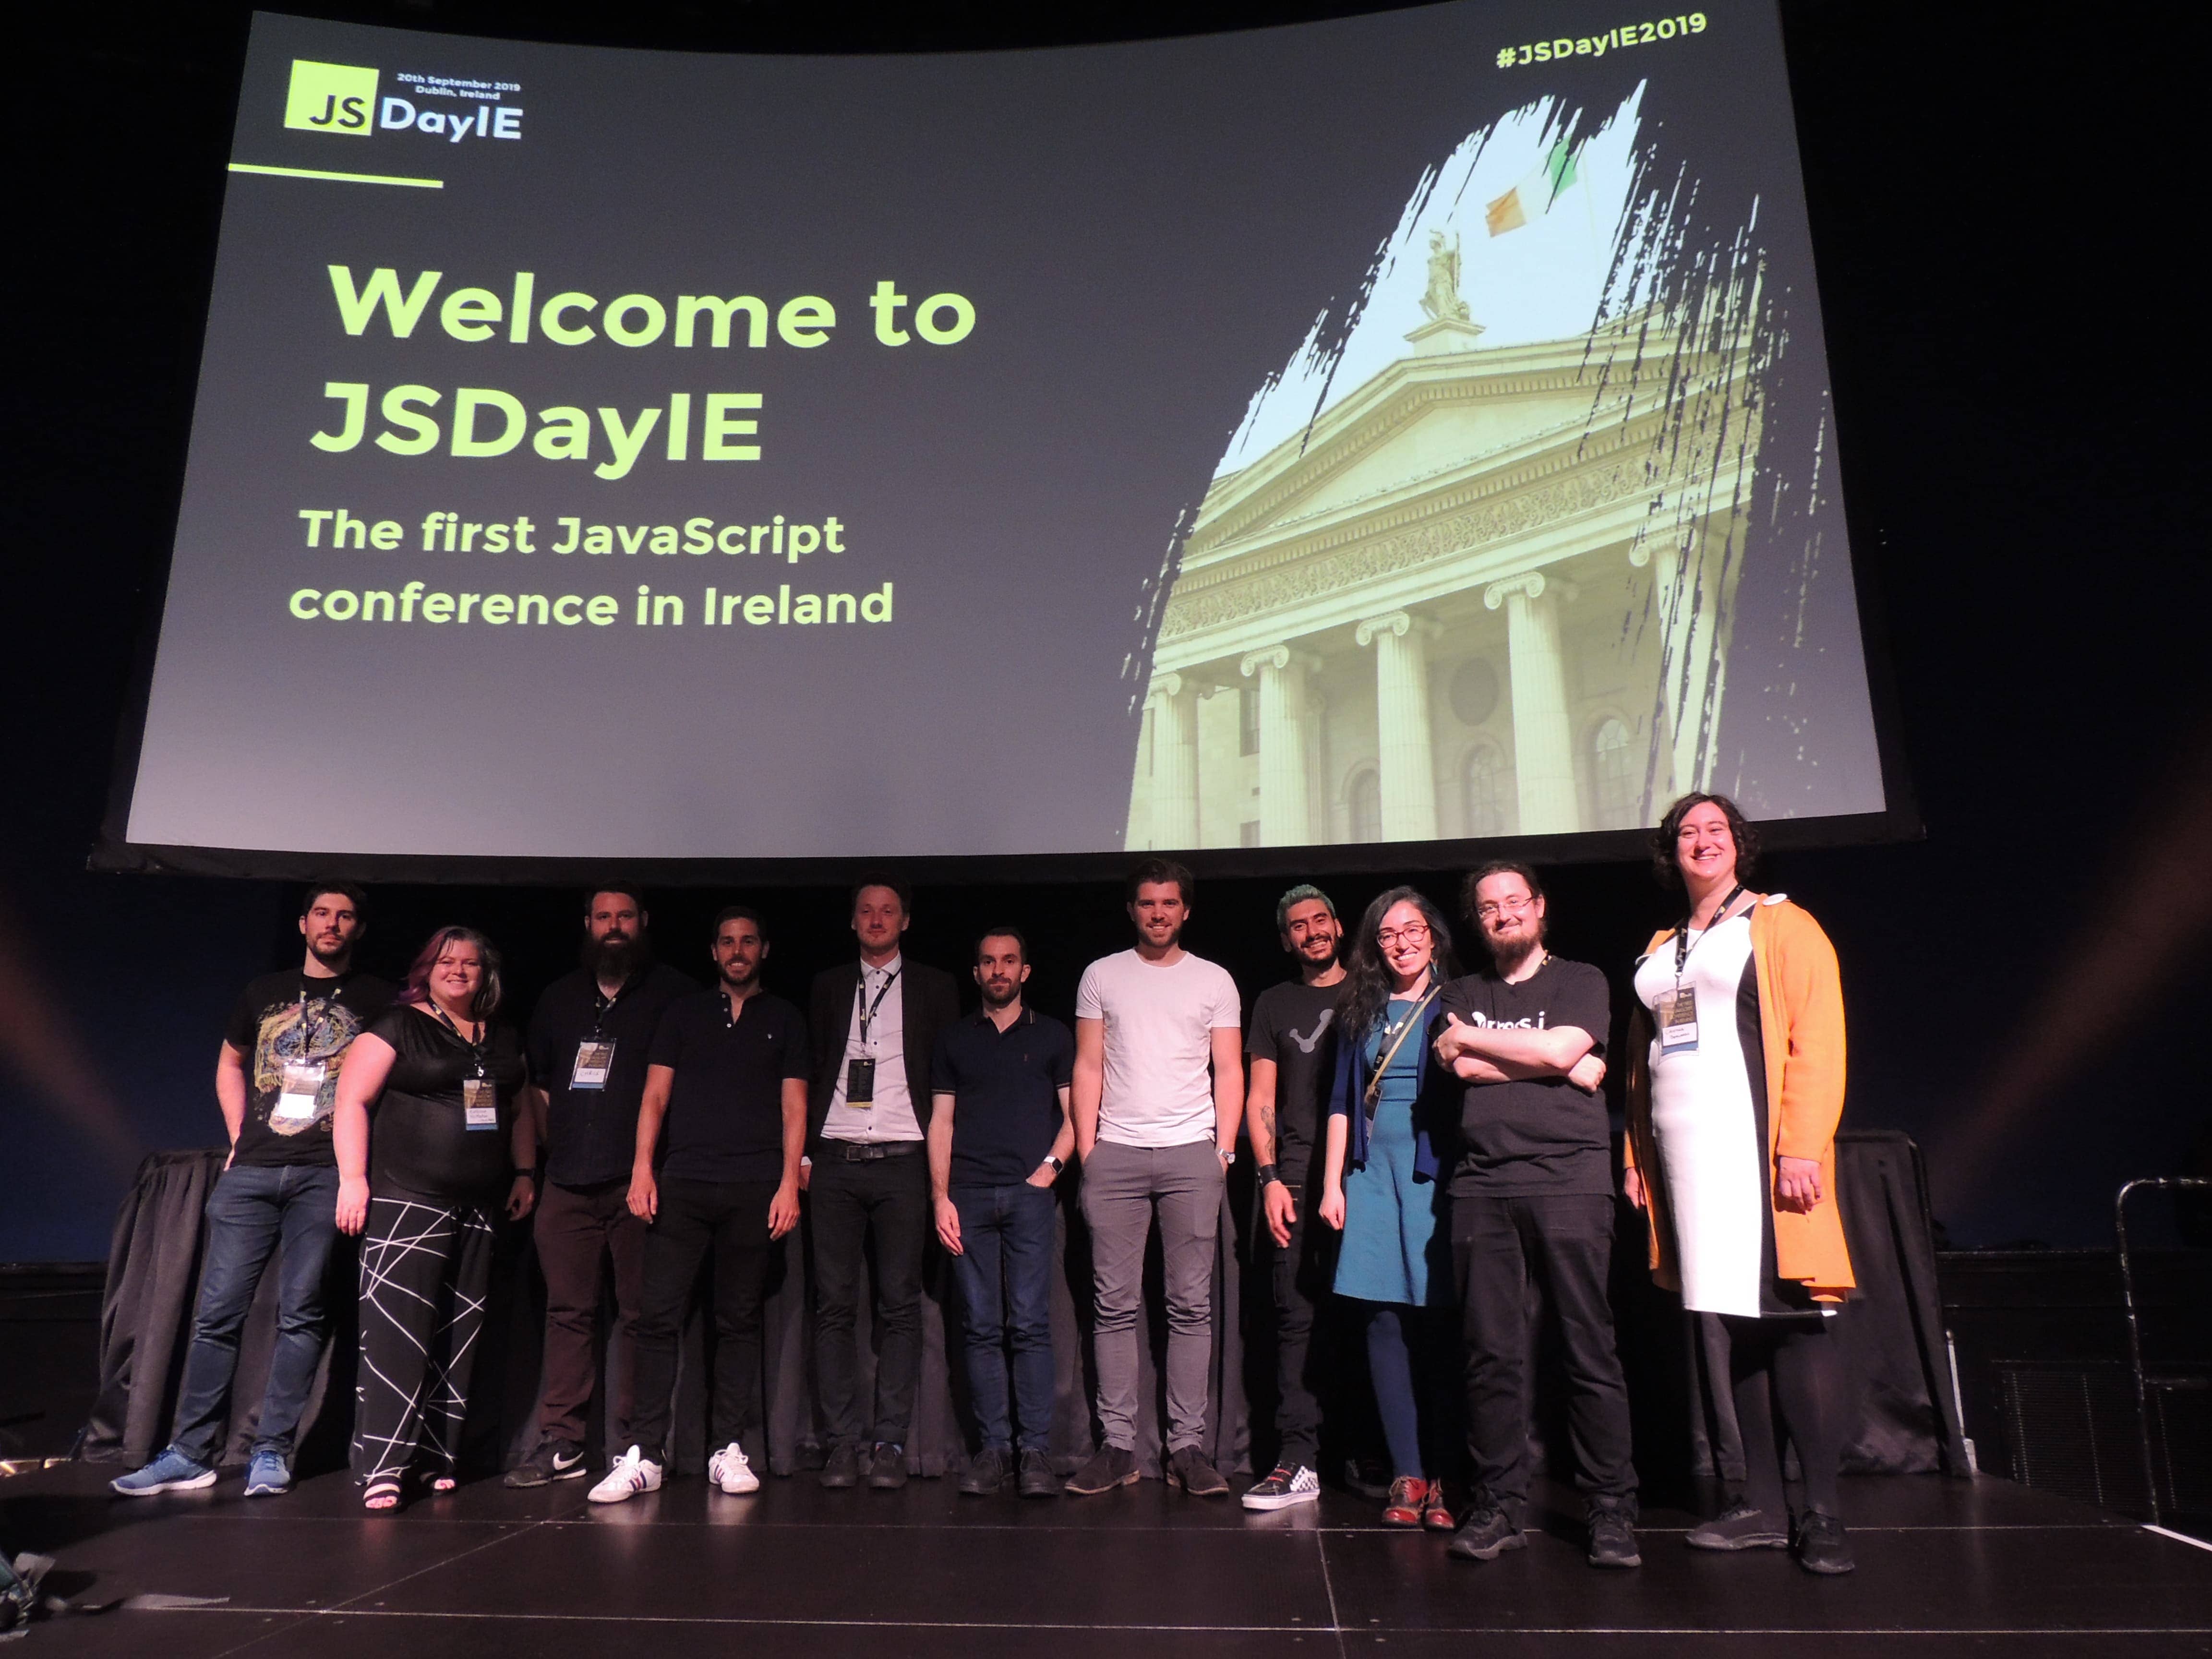 #JSDayIE2019
20th September 2019
Dublin, Ireland
JS DayIE
Welcome to
JSDayIE
The first JavaScript
conference in Ireland